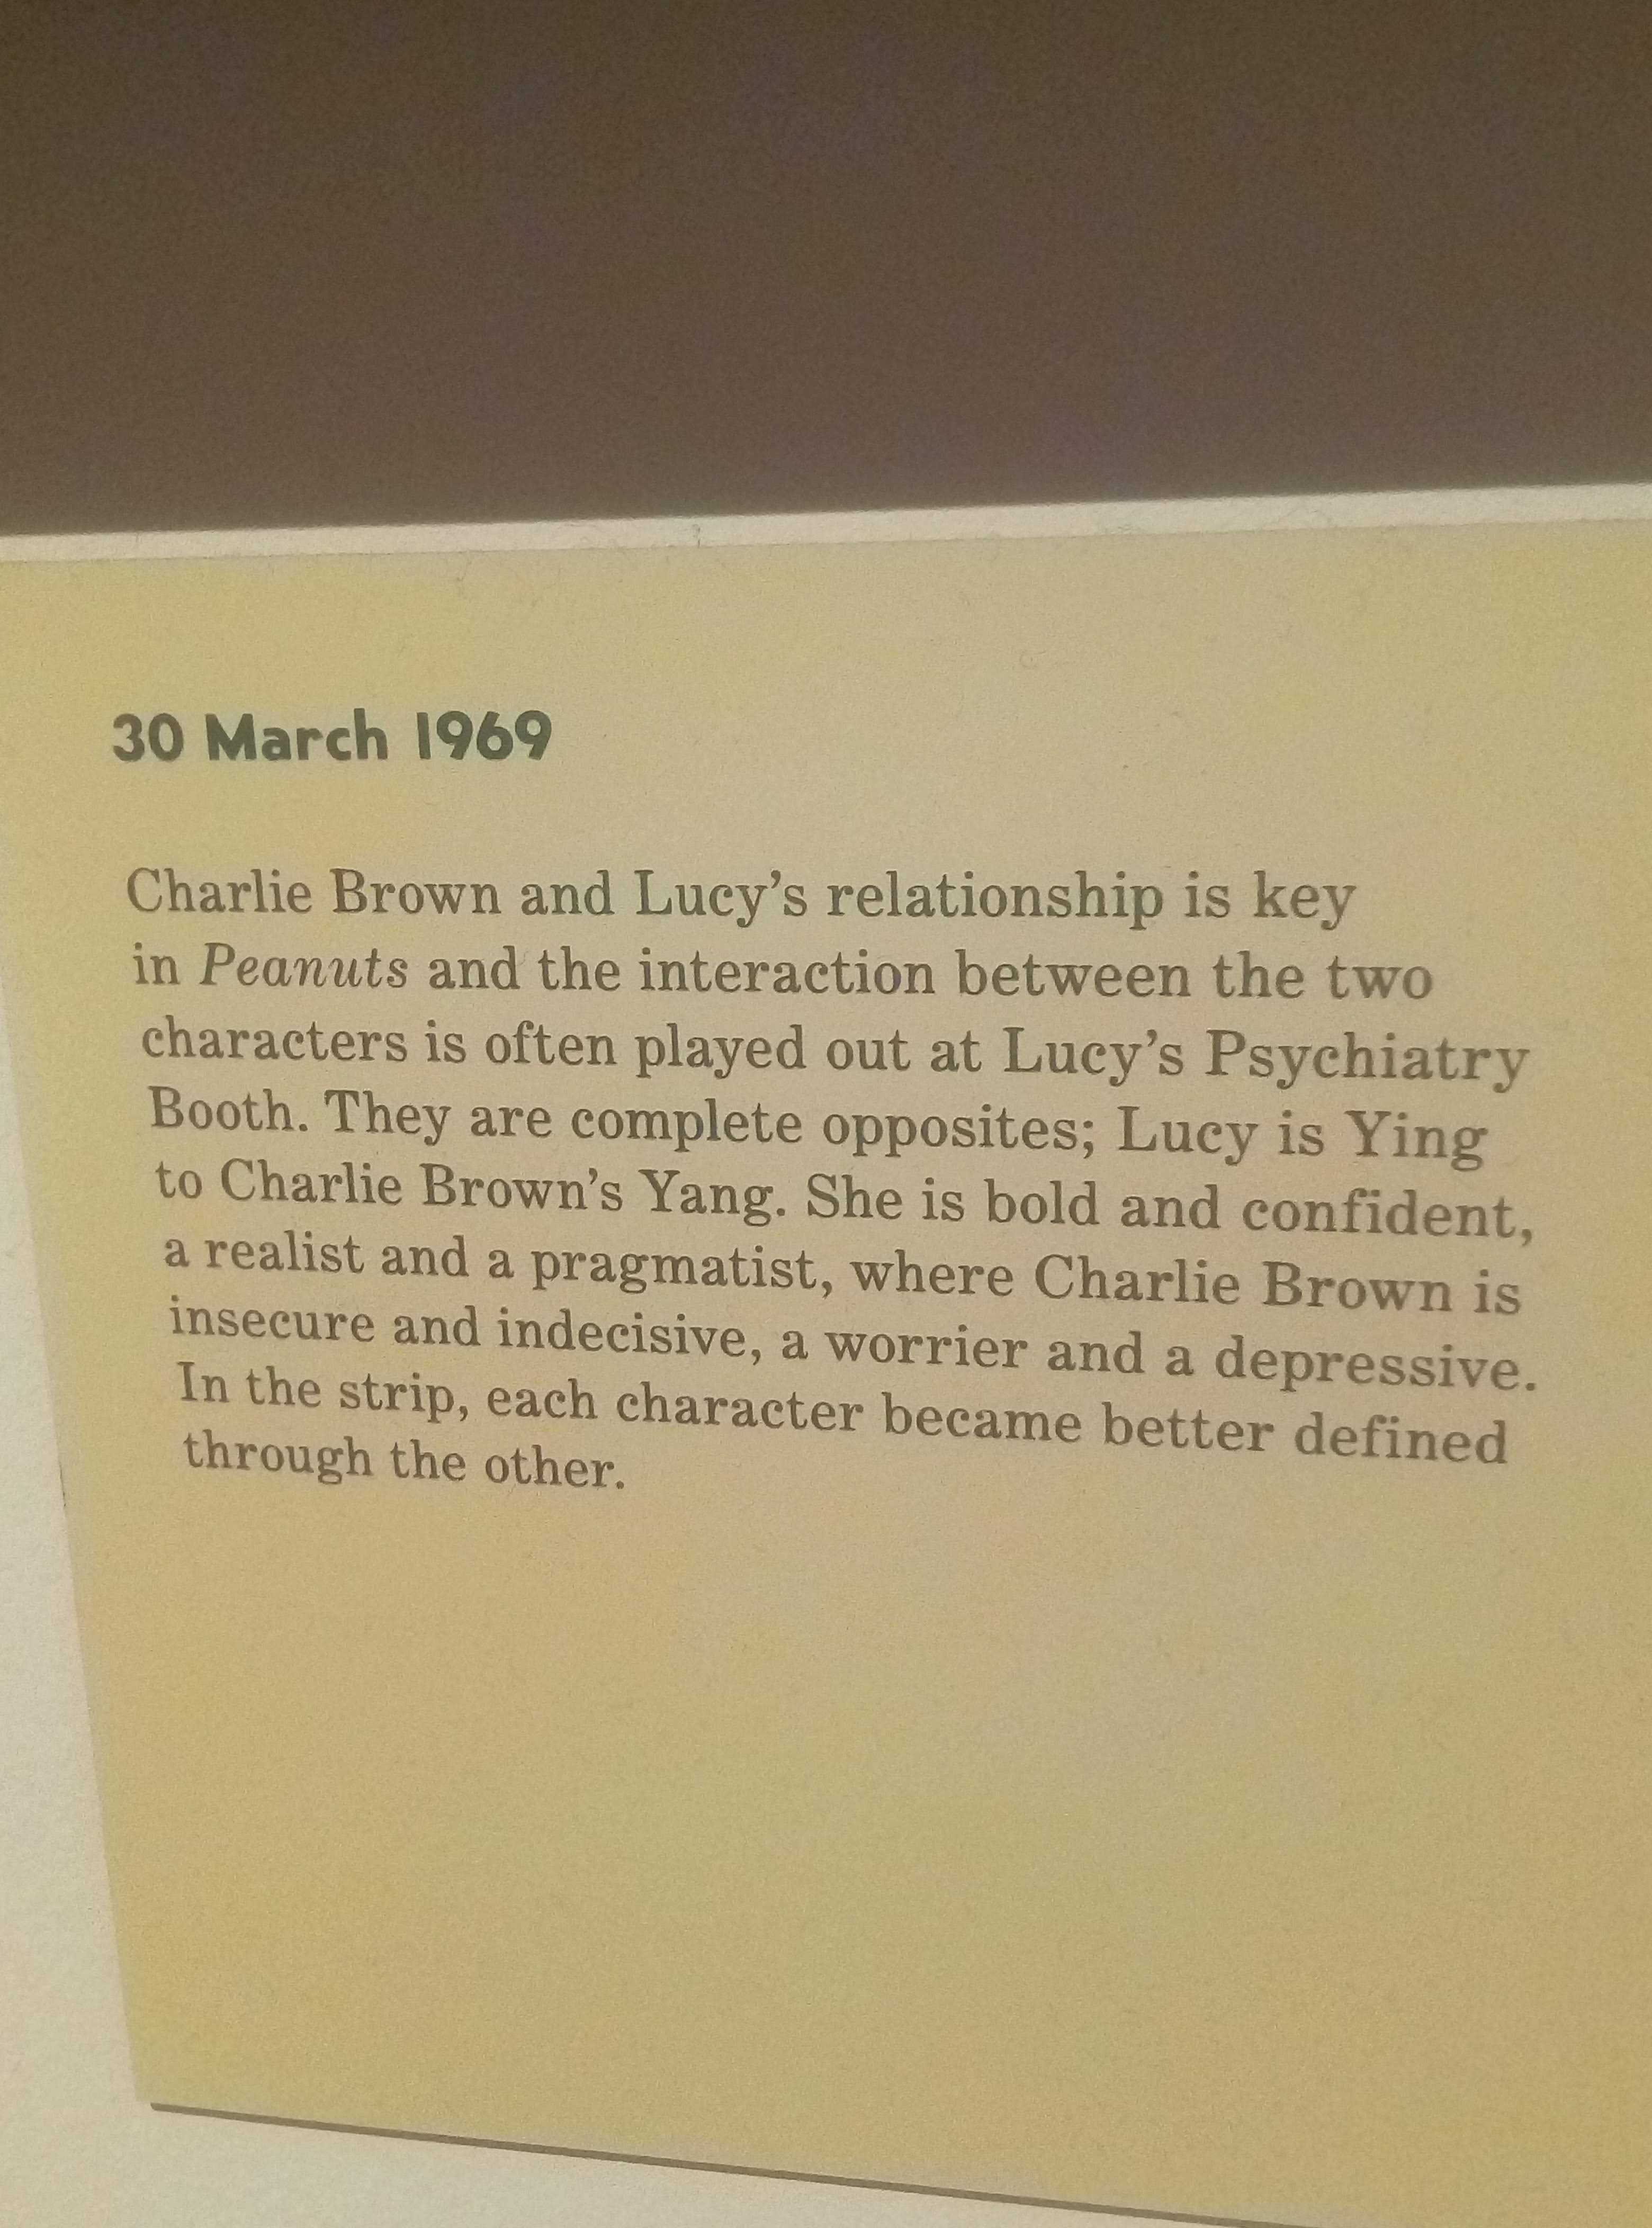 30 March 1969
Charlie Brown and Lucy’s relationship is key
in Peanuts and the interaction between the two
characters is often played out at Lucy’s Psychiatry
Booth. They are complete opposites; Lucy is Ying
to Charlie Brown’s Yang. She is bold and confident,
a realist and a pragmatist, where Charlie Brown is
insecure and indecisive, a worrier and a depressive.
In the strip, each character became better defined
through the other.